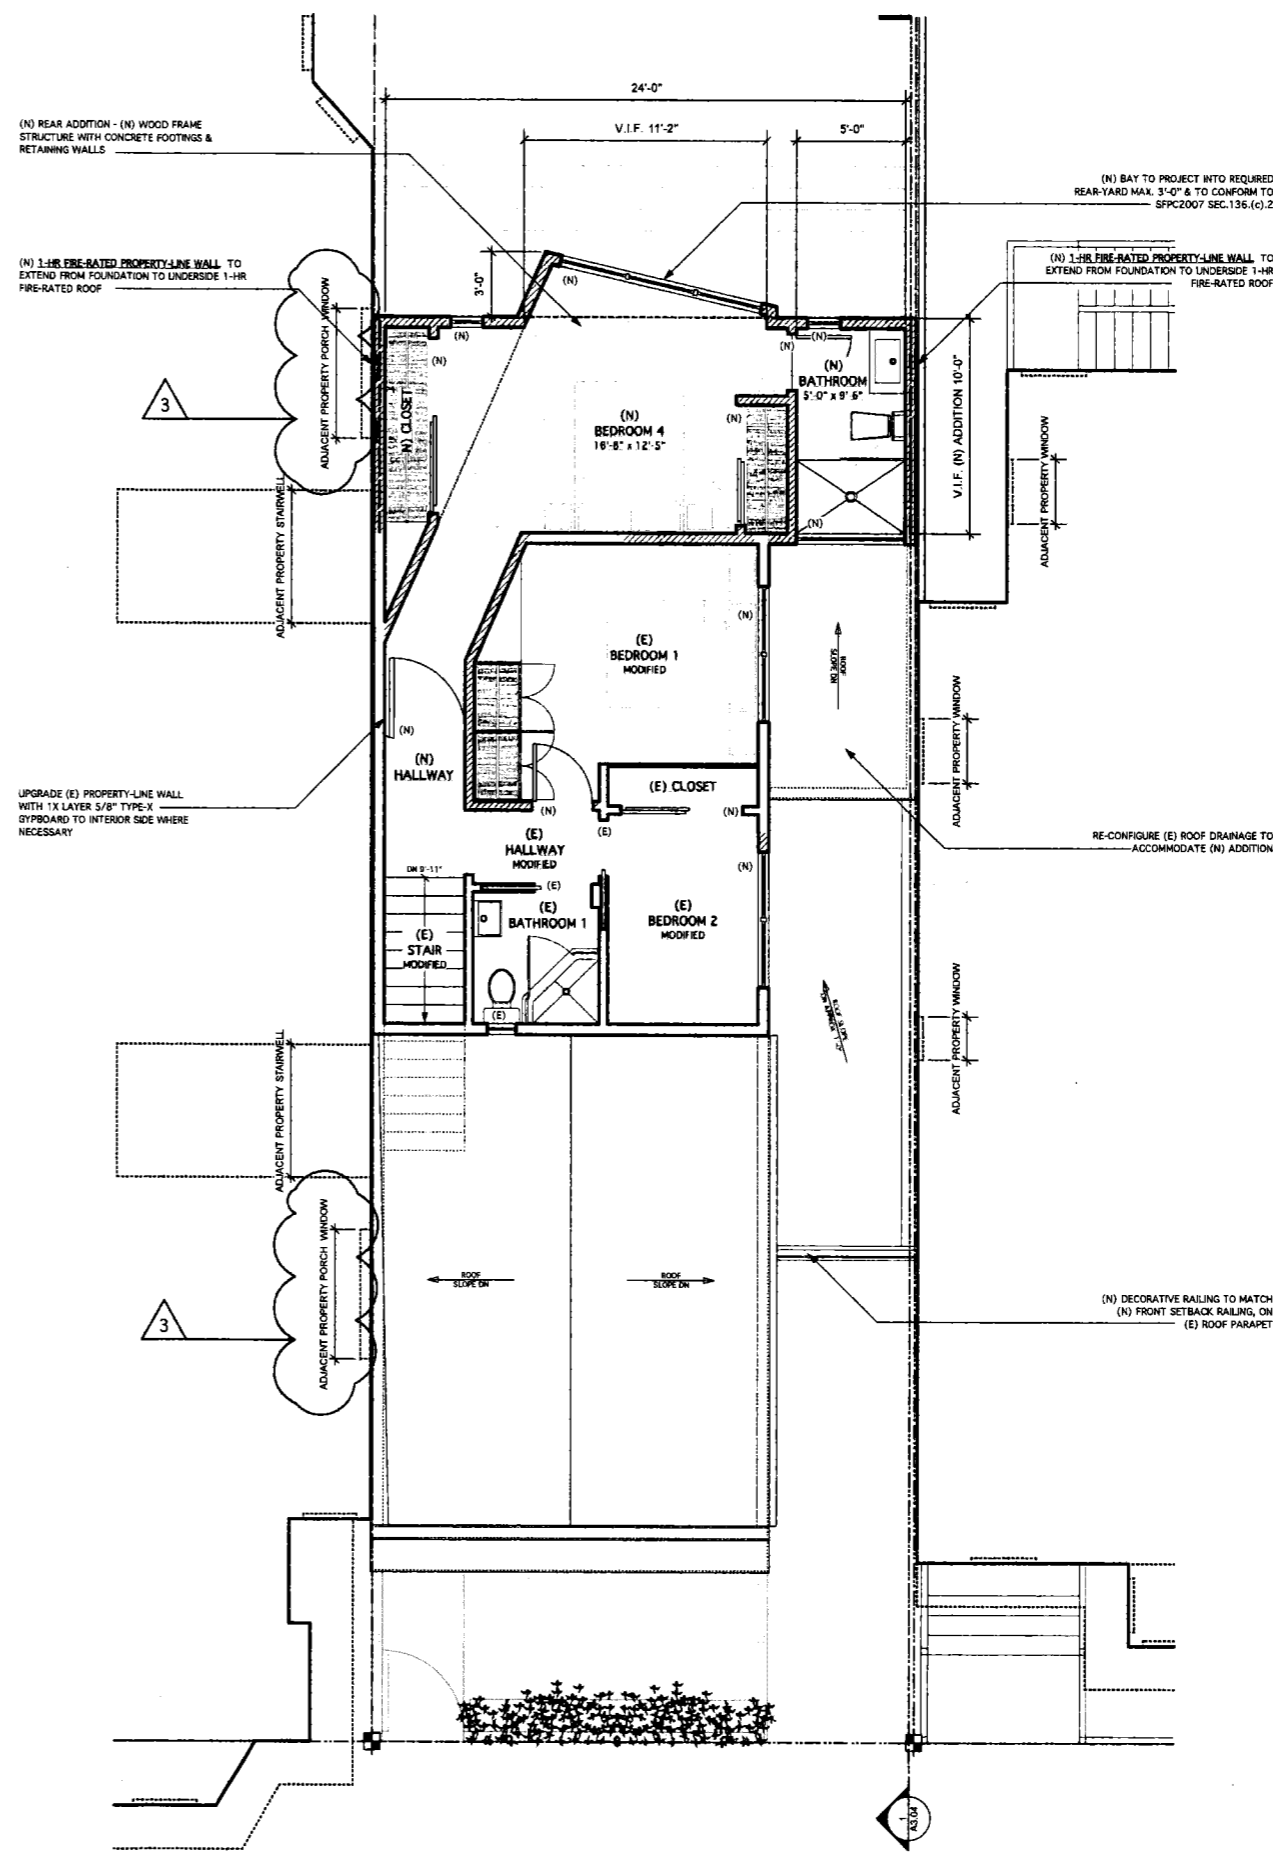 24'-0"
(N) REAR ADDITION - (N) WOOD FRAME
STRUCTURE WITH CONCRETE FOOTINGS &
RETAINING WALLS
V.I.F. 11'-2"
5'-0"
(N) BAY TO PROJECT INTO REQUIRED
REAR-YARD MAX. 3'-0" & TO CONFORM TO
SFPC2007 SEC.136.(c).2
(N) 1-HR FIRE-RATED PROPERTY-LINE WALL TO
EXTEND FROM FOUNDATION TO UNDERSIDE 1-HR
FIRE-RATED ROOF
3'-0"
(N)
(N) 1-HR FIRE-RATED PROPERTY-LINE WALL TO
EXTEND FROM FOUNDATION TO UNDERSIDE 1-HR
FIRE-RATED ROOF
ADJACENT PROPERTY PORCH WINDOW
3
(N)
(N)
(N) CLOSET
(N)
(N)
(N)
BATHROOM
5'-0" x 9'-6"
(N)
BEDROOM 4
16'-8" x 12'-5"
(N)
(N)
V.I.F. (N) ADDITION 10'-0"
ADJACENT PROPERTY WINDOW
ADJACENT PROPERTY STAIRWELL
(E)
BEDROOM 1
MODIFIED
(N)
ROOF
SLOPE DN
ADJACENT PROPERTY WINDOW
(N)
(N)
HALLWAY
UPGRADE (E) PROPERTY-LINE WALL
WITH 1X LAYER 5/8" TYPE-X
GYPBOARD TO INTERIOR SIDE WHERE
NECESSARY
(E) CLOSET
(N)
(N)
(E)
(E)
HALLWAY
MODIFIED
RE-CONFIGURE (E) ROOF DRAINAGE TO
ACCOMMODATE (N) ADDITION
(N)
DN 9'-11"
(E)
(E)
BATHROOM 1
(E)
BEDROOM 2
MODIFIED
(E)
STAIR
MODIFIED
(E)
ADJACENT PROPERTY WINDOW
ADJACENT PROPERTY STAIRWELL
ADJACENT PROPERTY PORCH WINDOW
3
ROOF
SLOPE DN
ROOF
SLOPE DN
(N) DECORATIVE RAILING TO MATCH
(N) FRONT SETBACK RAILING, ON
(E) ROOF PARAPET
1
A3.04